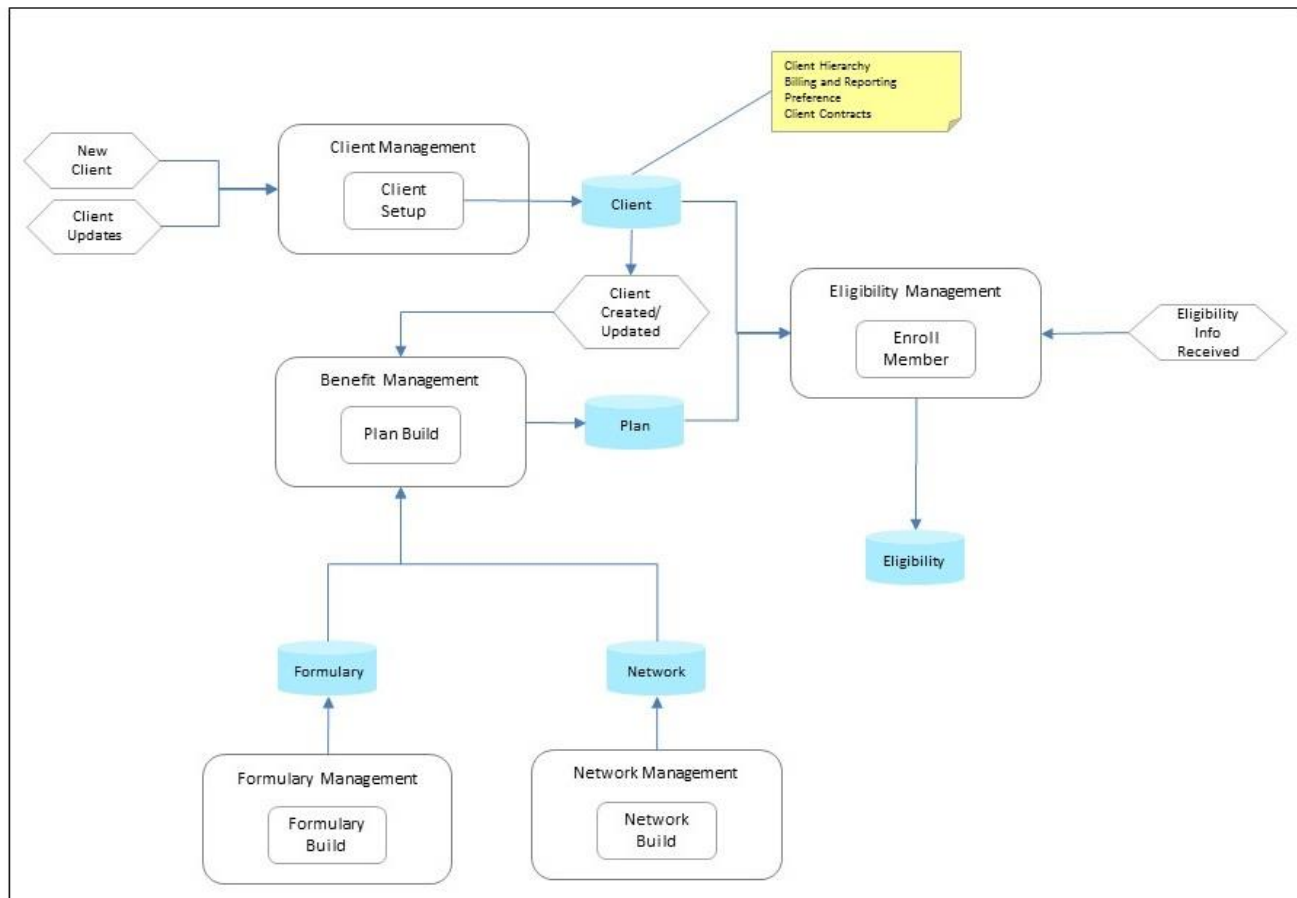 Client Hierarchy
Billing and Reporting
Preference
Client Contracts
New
Client
Client
Updates
Client Management
Client
Setup
Client
Client
Created/
Updated
Eligibility Management
Enroll
Member
Eligibility
Info
Received
Benefit Management
Plan Build
Plan
Eligibility
Formulary
Network
Formulary Management
Formulary
Build
Network Management
Network
Build